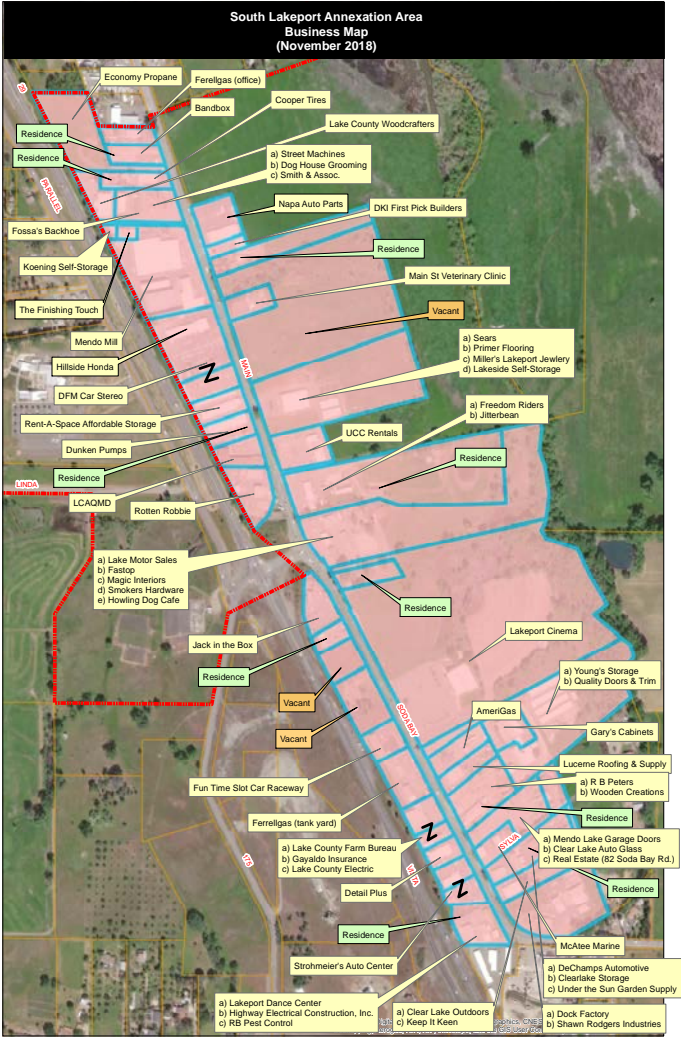 South Lakeport Annexation Area
Business Map
(November 2018)
Economy Propane
Ferellgas (office)
Bandbox
Cooper Tires
29
Lake County Woodcrafters
Residence
Residence
a) Street Machines
b) Dog House Grooming
c) Smith & Assoc.
PARALLEL
Napa Auto Parts
DKI First Pick Builders
Fossa's Backhoe
Residence
Koening Self-Storage
Main St Veterinary Clinic
The Finishing Touch
Vacant
Mendo Mill
a) Sears
b) Primer Flooring
c) Miller's Lakeport Jewlery
d) Lakeside Self-Storage
Hillside Honda
MAIN
Z
DFM Car Stereo
a) Freedom Riders
b) Jitterbean
Rent-A-Space Affordable Storage
UCC Rentals
Dunken Pumps
Residence
Residence
LINDA
LCAQMD
Rotten Robbie
a) Lake Motor Sales
b) Fastop
c) Magic Interiors
d) Smokers Hardware
e) Howling Dog Cafe
Residence
Lakeport Cinema
Jack in the Box
Residence
a) Young's Storage
b) Quality Doors & Trim
Vacant
AmeriGas
SODA BAY
Gary's Cabinets
Vacant
Lucerne Roofing & Supply
Fun Time Slot Car Raceway
a) R B Peters
b) Wooden Creations
Residence
Ferrellgas (tank yard)
Z
a) Mendo Lake Garage Doors
b) Clear Lake Auto Glass
c) Real Estate (82 Soda Bay Rd.)
SYLVA
a) Lake County Farm Bureau
b) Gayaldo Insurance
c) Lake County Electric
175
Z
Residence
Detail Plus
Residence
McAtee Marine
Strohmeier's Auto Center
a) DeChamps Automotive
b) Clearlake Storage
c) Under the Sun Garden Supply
a) Lakeport Dance Center
b) Highway Electrical Construction, Inc.
c) RB Pest Control
a) Clear Lake Outdoors
c) Keep It Keen
a) Dock Factory
b) Shawn Rodgers Industries